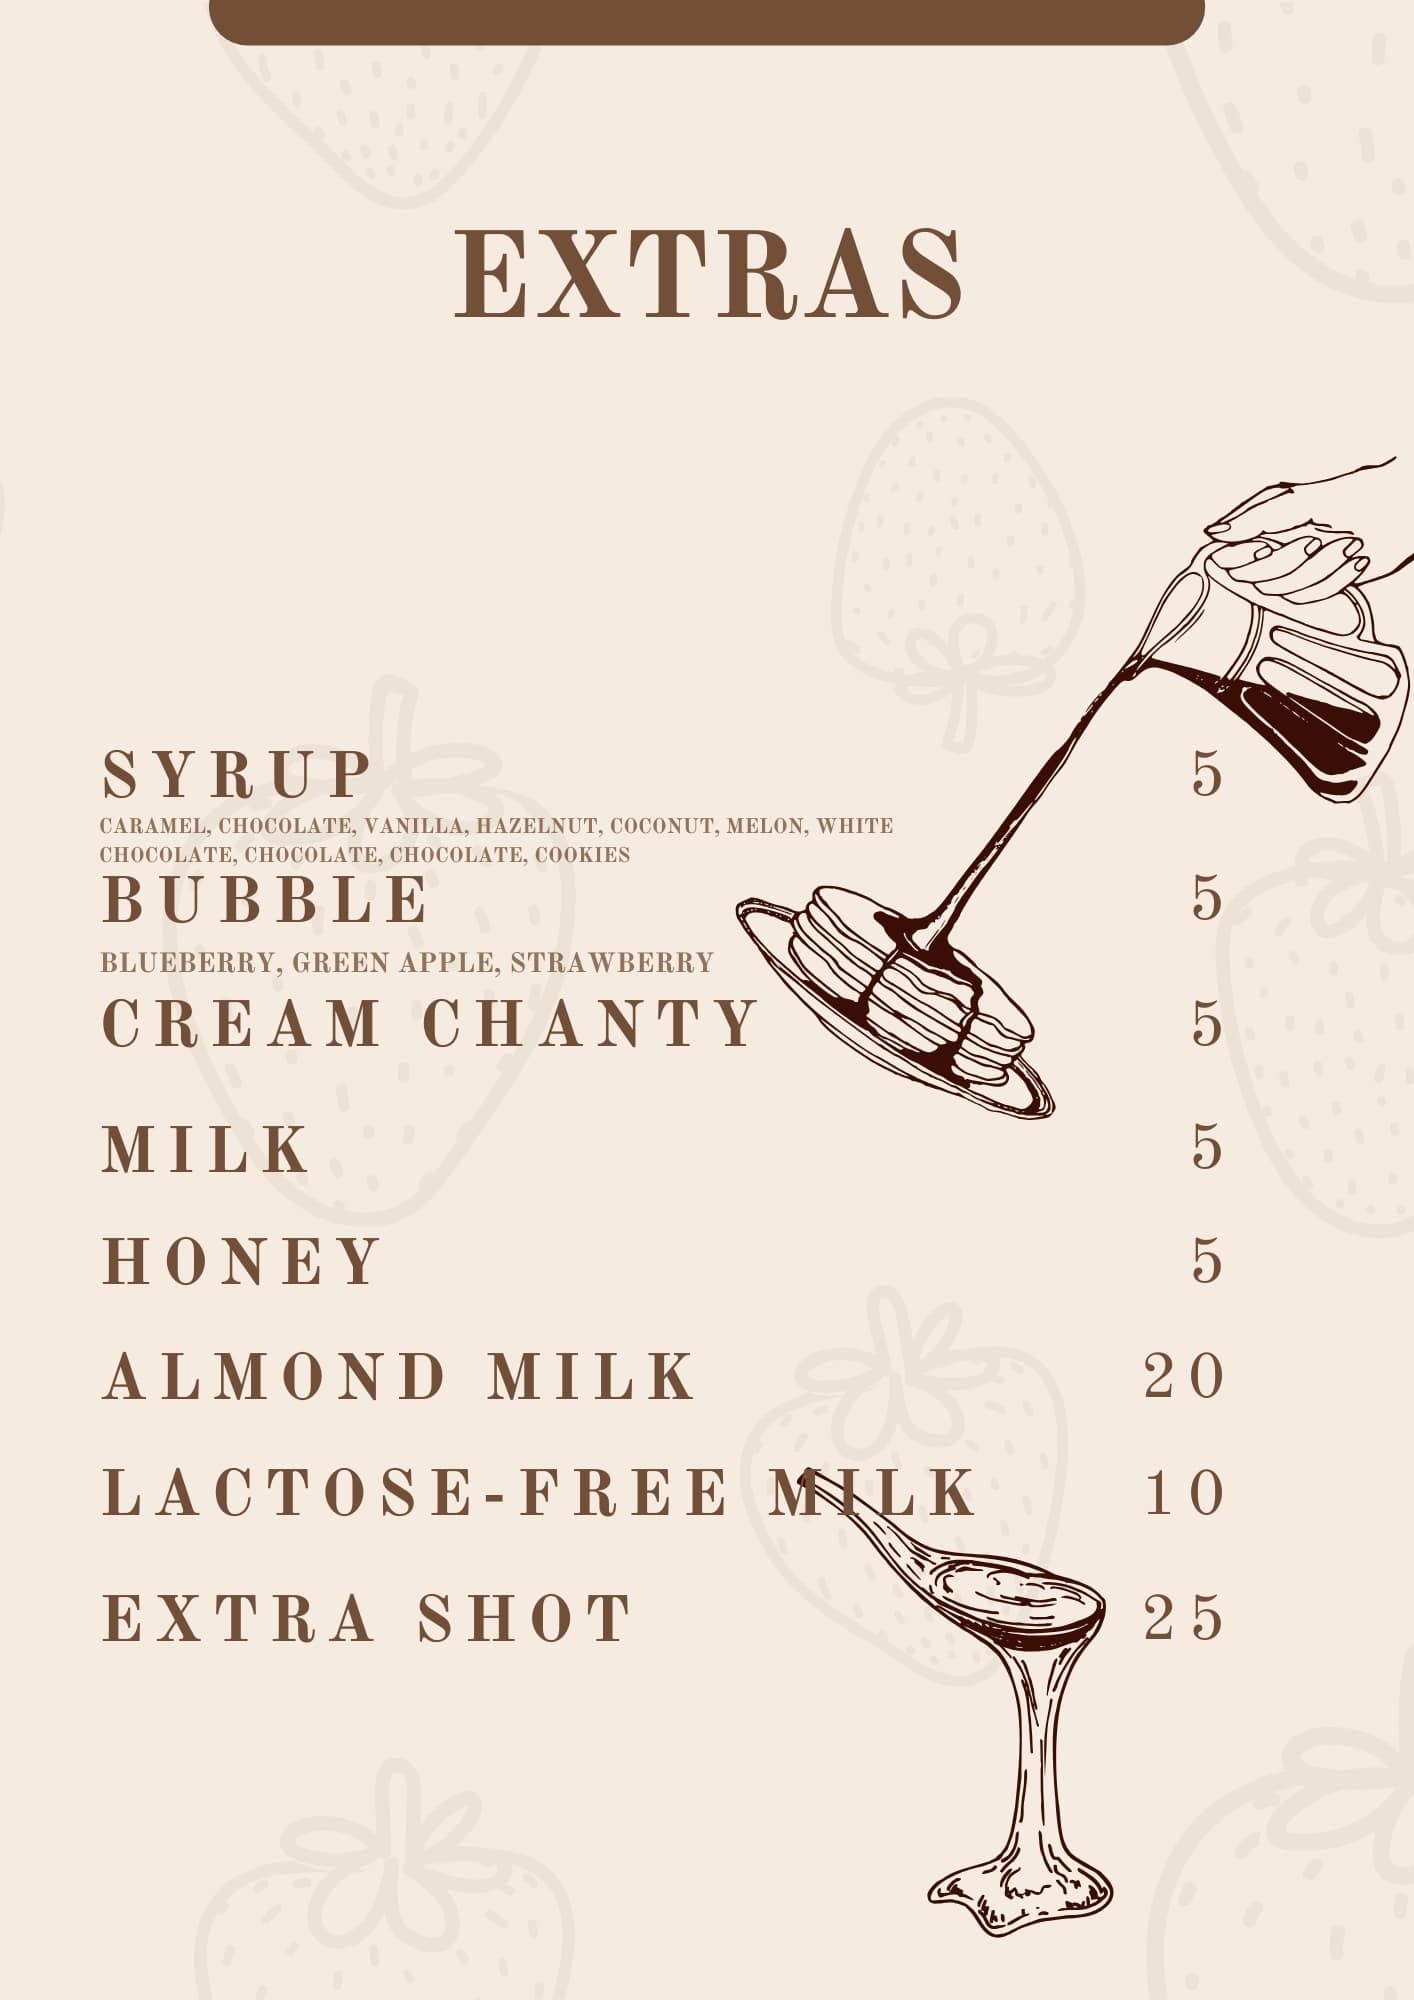 EXTRAS
SYRUP 5
CARAMEL, CHOCOLATE, VANILLA, HAZELNUT, COCONUT, MELON, WHITE
CHOCOLATE, CHOCOLATE, CHOCOLATE, COOKIES
BUBBLE 5
BLUEBERRY, GREEN APPLE, STRAWBERRY
CREAM CHANTY 5
MILK 5
HONEY 5
ALMOND MILK 20
LACTOSE-FREE MILK 10
EXTRA SHOT 25